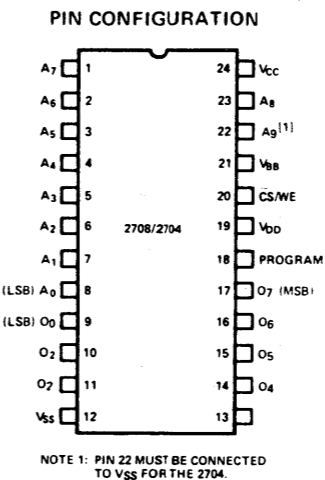 PIN CONFIGURATION
A7 1 24 VCC
A6 2 23 A8
A5 3 22 A9[1]
A4 4 21 VBB
A3 5 20 CS/WE
A2 6 2708/2704 19 VDD
A1 7 18 PROGRAM
(LSB) A0 8 17 O7 (MSB)
(LSB) O0 9 16 O6
O2 10 15 O5
O2 11 14 O4
VSS 12 13
NOTE 1: PIN 22 MUST BE CONNECTED
TO VSS FOR THE 2704.